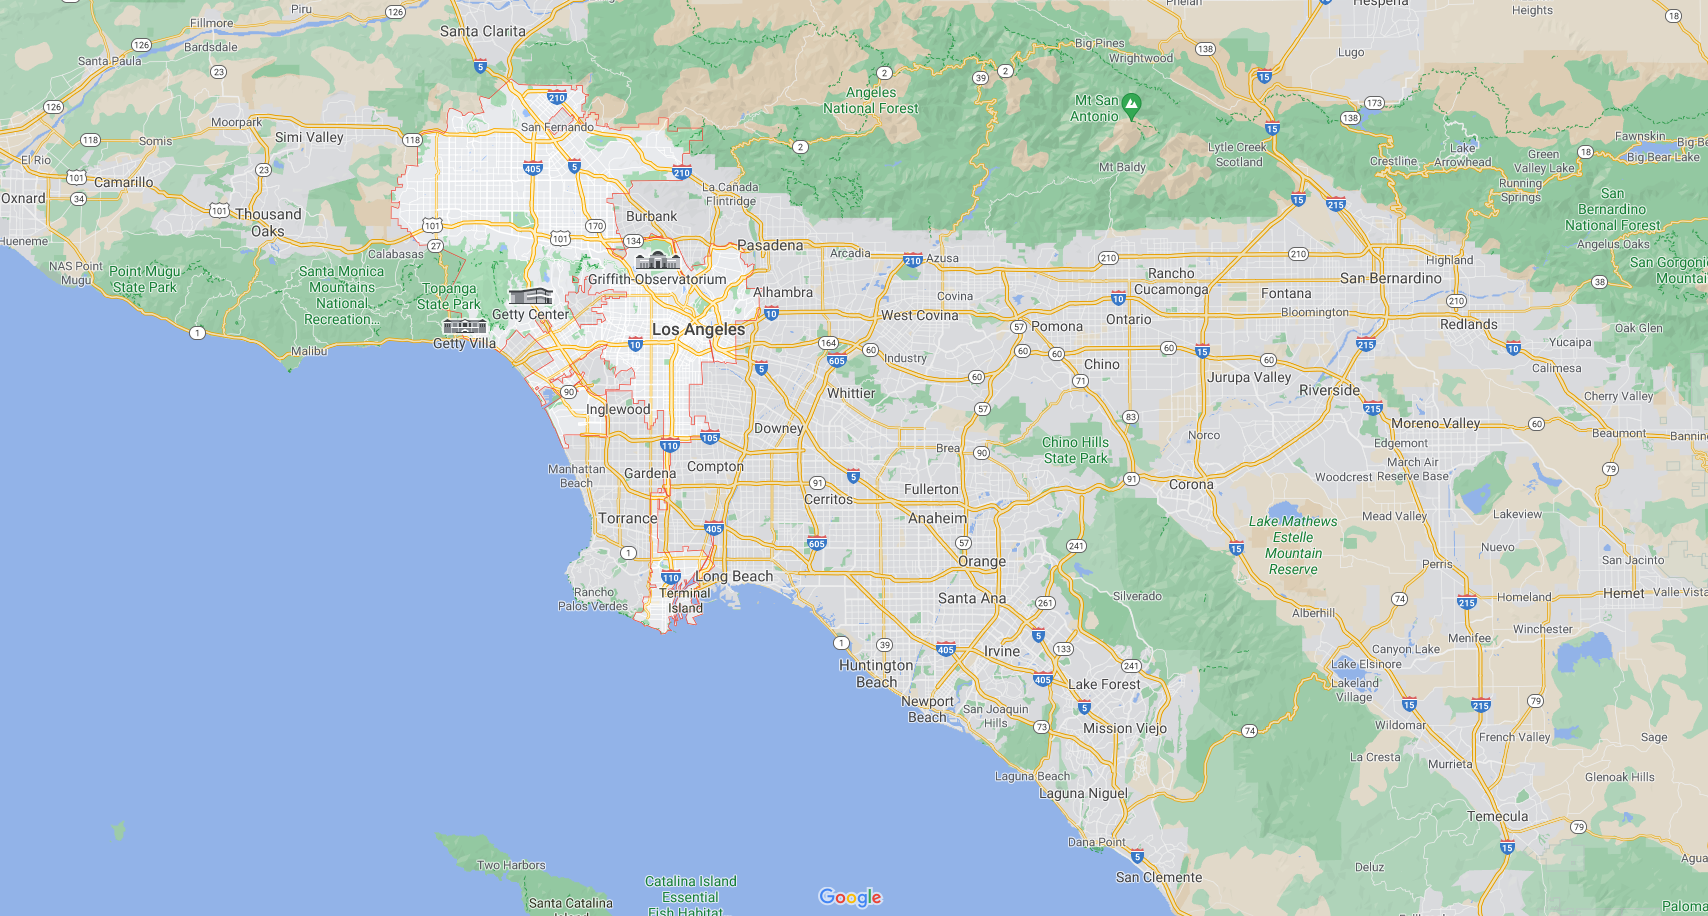 Piru
126
Fillmore
126
Bardsdale
Santa Paula
23
126
Santa Clarita
5
Big Pines
Wrightwood
2
2
39
138
Phelan
Hesperia
Heights
18
Lugo
15
Angeles
National Forest
Mt San
Antonio
173
138
15
Lytle Creek
Scotland
Mt Baldy
2
Crestline
Lake
Arrowhead
Green
Valley Lake
18
Fawnskin
Big Bear Lake
Running
Springs
San
Bernardino
National Forest
Angelus Oaks
San Gorgonio
Mountain
Moorpark
Simi Valley
118
118
Somis
El Rio
101
Camarillo
34
Oxnard
Hueneme
23
101
Thousand
Oaks
NAS Point
Mugu
Point Mugu
State Park
Santa Monica
Mountains
National
Recreation...
Calabasas
101
27
Topanga
State Park
1
Malibu
Getty Villa
Getty Center
210
San Fernando
405
5
210
La Cañada
Flintridge
Burbank
170
101
134
Griffith Observatorium
Pasadena
Arcadia
210
Azusa
Alhambra
10
Covina
West Covina
Los Angeles
10
164
60
605
Industry
5
60
57
Pomona
60
60
10
Ontario
210
Rancho
Cucamonga
15
215
210
Fontana
Bloomington
San Bernardino
Highland
210
38
Redlands
10
Oak Glen
Yucaipa
Calimesa
Cherry Valley
60
15
60
215
Jurupa Valley
Riverside
215
Moreno Valley
60
Beaumont
Bannin
79
Chino
71
57
83
Whittier
90
Inglewood
Downey
105
110
Brea
90
Chino Hills
State Park
Norco
Edgemont
March Air
Reserve Base
Woodcrest
Manhattan
Beach
Gardena
Compton
91
5
Cerritos
Fullerton
91
Corona
Torrance
405
Anaheim
605
57
Orange
241
Lake Mathews
Estelle
Mountain
Reserve
15
Mead Valley
Lakeview
Nuevo
Perris
San Jacinto
1
110
Long Beach
Terminal
Island
Rancho
Palos Verdes
Santa Ana
261
Silverado
74
215
Homeland
Hemet
Valle Vista
Alberhill
Winchester
Menifee
Canyon Lake
Lake Elsinore
Lakeland
Village
1
39
405
5
Irvine
133
241
Huntington
Beach
405
Lake Forest
5
Newport
Beach
San Joaquin
Hills
73
Mission Viejo
74
15
215
79
Wildomar
French Valley
Sage
La Cresta
Murrieta
Glenoak Hills
Laguna Beach
Laguna Niguel
Temecula
79
15
Dana Point
5
San Clemente
Deluz
Agua
Two Harbors
Santa Catalina
Catalina Island
Essential
Fish Habitat...
Google